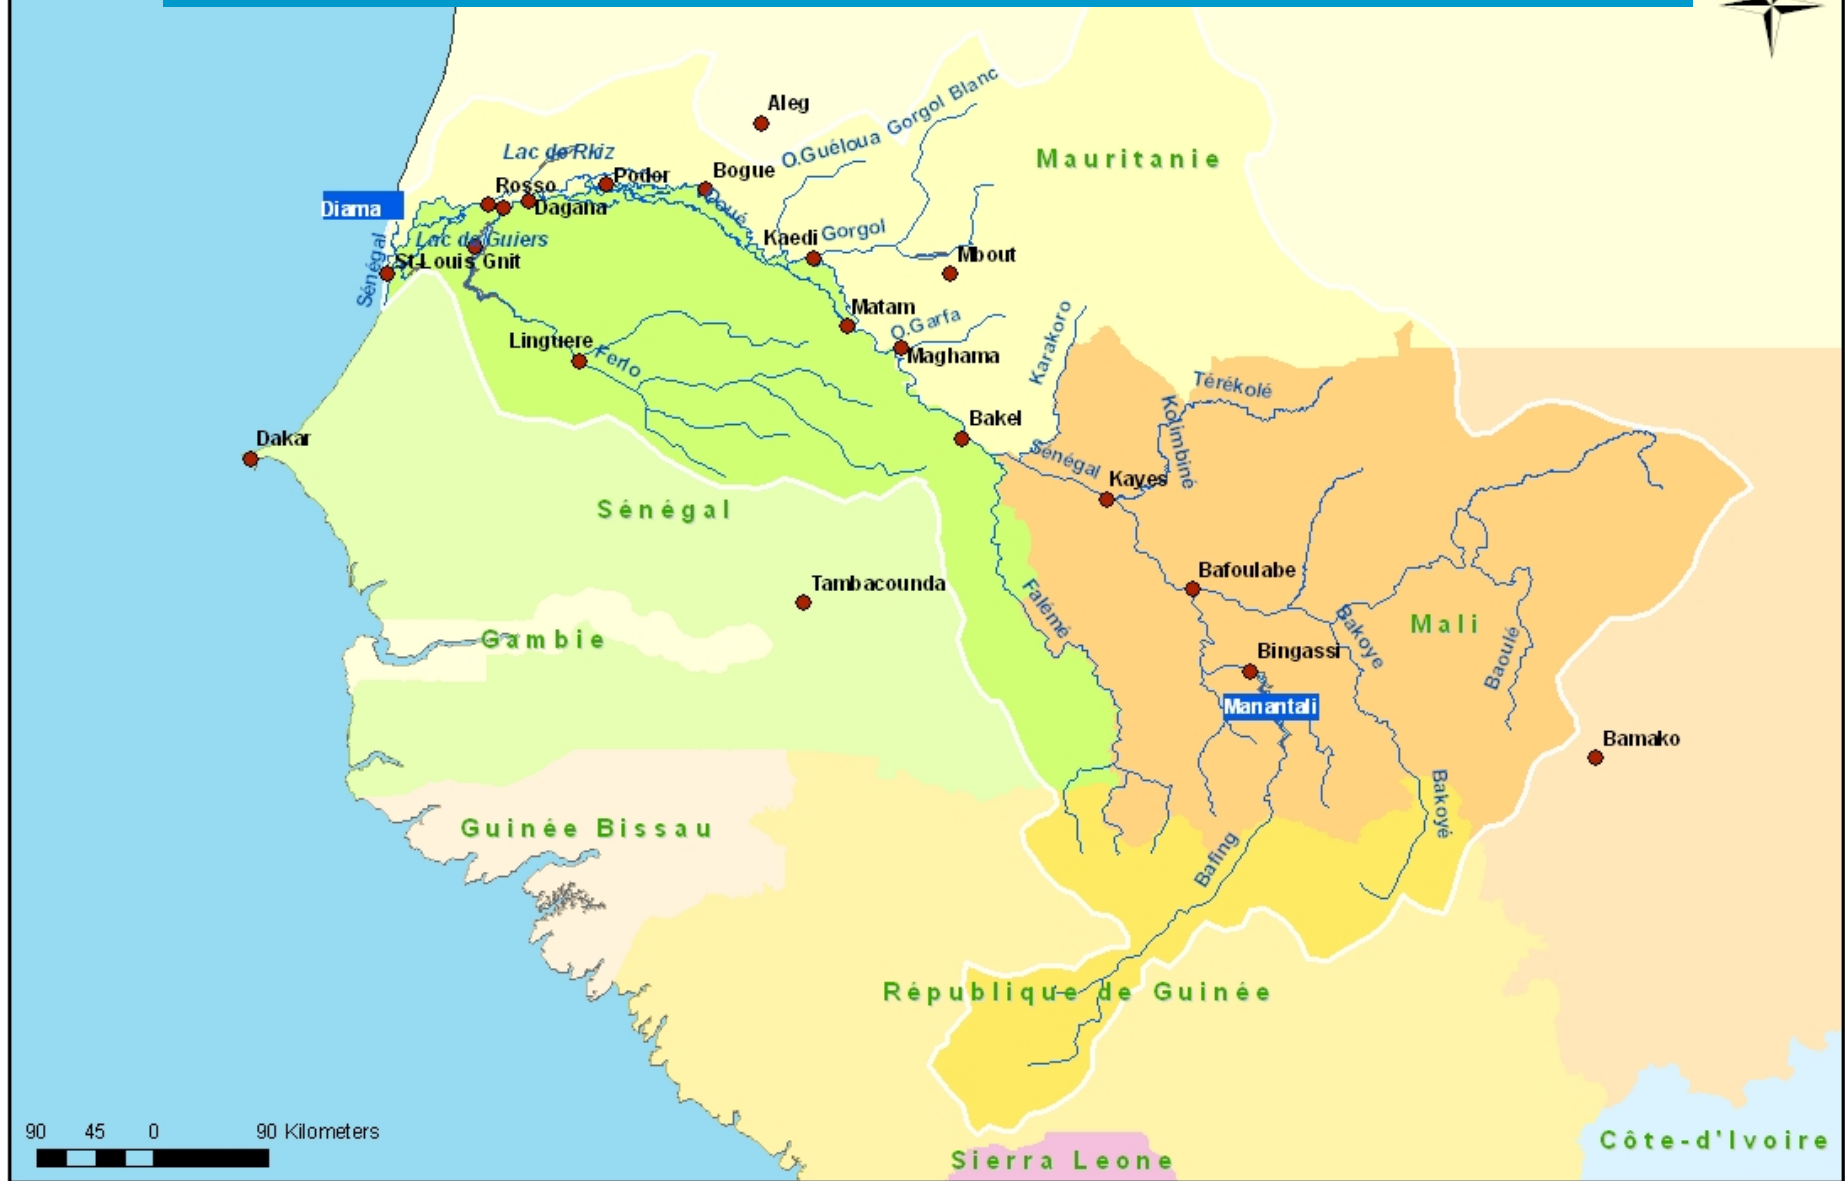 Aleg
O.Guéloua
Gorgol Blanc
Mauritanie
Lac de Rkiz
Podor
Bogue
Rosso
Dagana
Doué
Diama
Lac de Guiers
Kaedi
Gorgol
Mbout
St-Louis
Gnit
Sénégal
Matam
O.Garfa
Maghama
Karakoro
Linguere
Ferlo
Térékolé
Kolimbiné
Bakel
Dakar
Sénégal
Kayes
Sénégal
Bafoulabe
Tambacounda
Falémé
Bakoye
Mali
Baoulé
Gambie
Bingassi
Manantali
Bamako
Bakoyé
Guinée Bissau
Bafing
République de Guinée
90 45 0 90 Kilometers
Côte-d'Ivoire
Sierra Leone